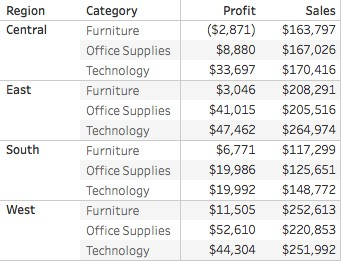 Region Category Profit Sales
Central Furniture ($2,871) $163,797
Office Supplies $8,880 $167,026
Technology $33,697 $170,416
East Furniture $3,046 $208,291
Office Supplies $41,015 $205,516
Technology $47,462 $264,974
South Furniture $6,771 $117,299
Office Supplies $19,986 $125,651
Technology $19,992 $148,772
West Furniture $11,505 $252,613
Office Supplies $52,610 $220,853
Technology $44,304 $251,992